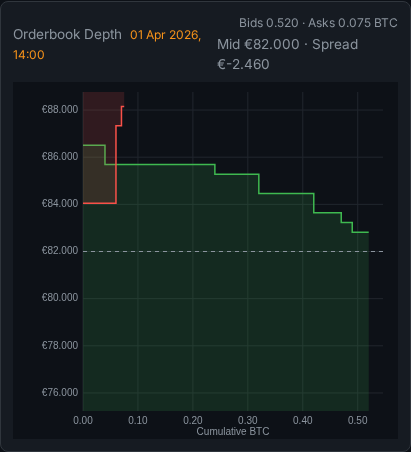 Orderbook Depth 01 Apr 2026,
14:00
Bids 0.520 · Asks 0.075 BTC
Mid €82.000 · Spread
€-2.460
€88.000
€86.000
€84.000
€82.000
€80.000
€78.000
€76.000
0.00 0.10 0.20 0.30 0.40 0.50
Cumulative BTC